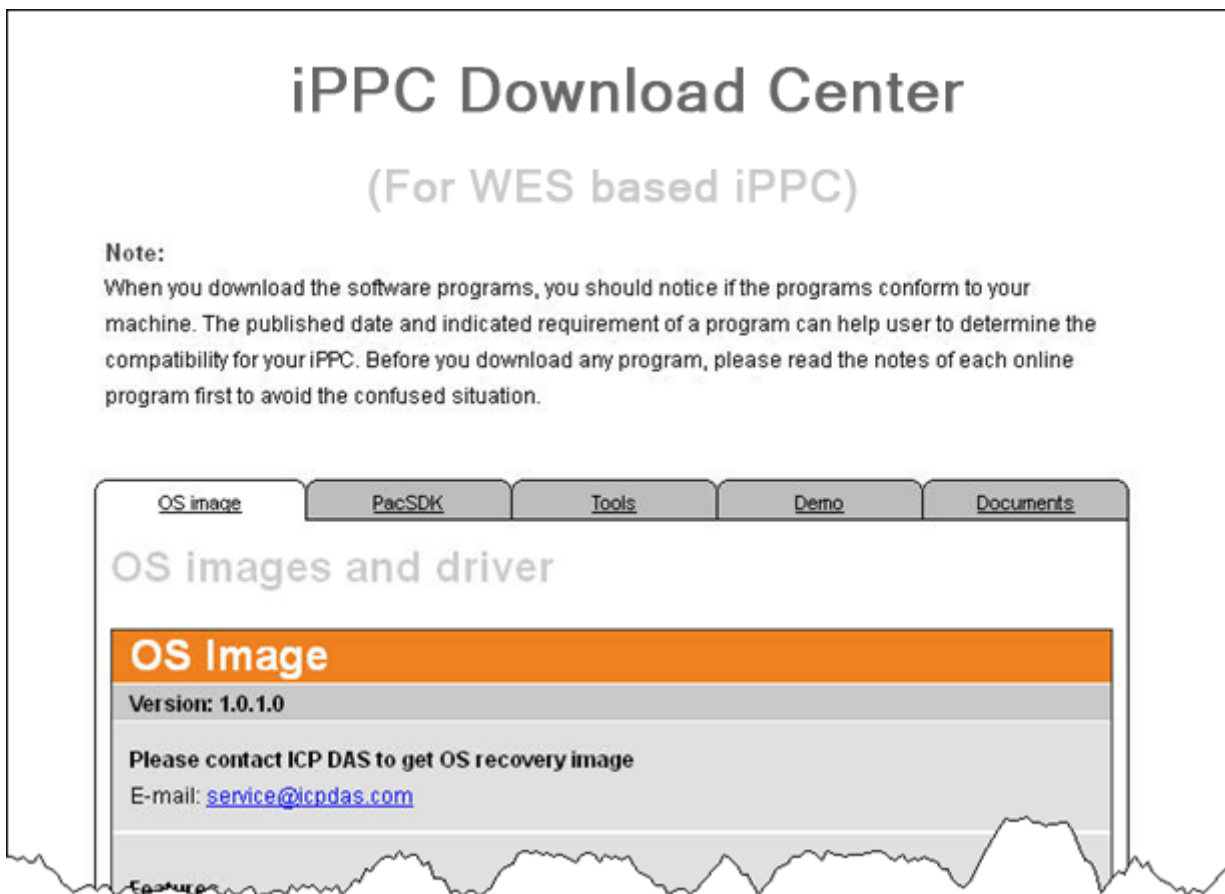 iPPC Download Center
(For WES based iPPC)
Note:
When you download the software programs, you should notice if the programs conform to your
machine. The published date and indicated requirement of a program can help user to determine the
compatibility for your iPPC. Before you download any program, please read the notes of each online
program first to avoid the confused situation.
OS image PacSDK Tools Demo Documents
OS images and driver
OS Image
Version: 1.0.1.0
Please contact ICP DAS to get OS recovery image
E-mail: service@icpdas.com
Features